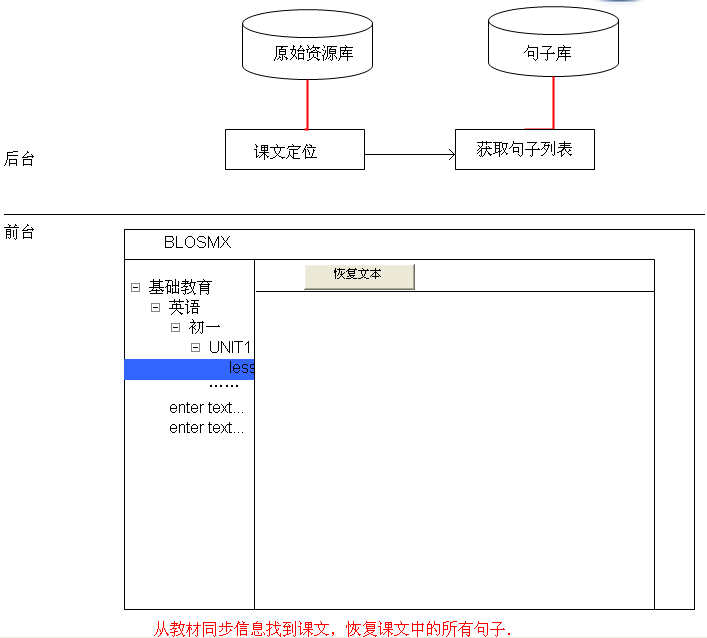 原始资源库
句子库
课文定位
获取句子列表
后台
前台
BLOSMX
恢复文本
基础教育
英语
初一
UNIT1
less
……
enter text...
enter text...
从教材同步信息找到课文，恢复课文中的所有句子.